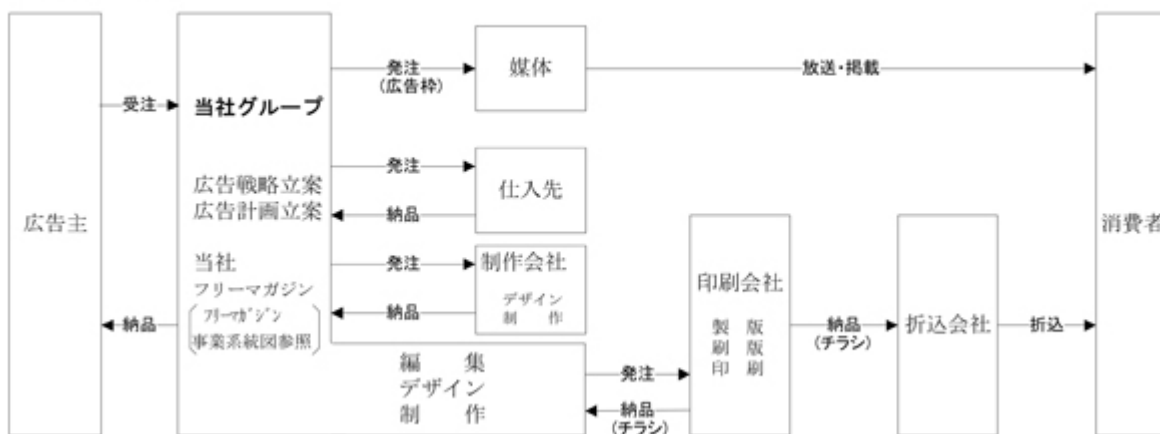 広告主
受注
納品
当社グループ
広告戦略立案
広告計画立案
当社
フリーマガジン
フリーマガジン
事業系統図参照
編　集
デザイン
制　作
発注
(広告枠)
媒体
放送・掲載
発注
納品
仕入先
発注
納品
制作会社
デザイン
制　作
発注
納品
(チラシ)
印刷会社
製　版
刷　版
印　刷
納品
(チラシ)
折込会社
折込
消費者